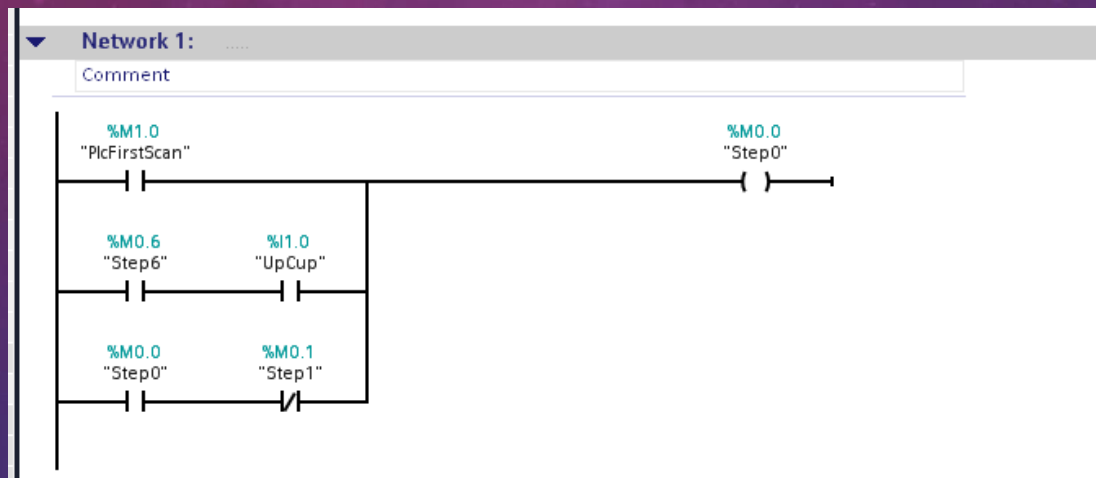 Network 1: .....
Comment
%M1.0 %M0.0
"PlcFirstScan" "Step0"
%M0.6 %I1.0
"Step6" "UpCup"
%M0.0 %M0.1
"Step0" "Step1"